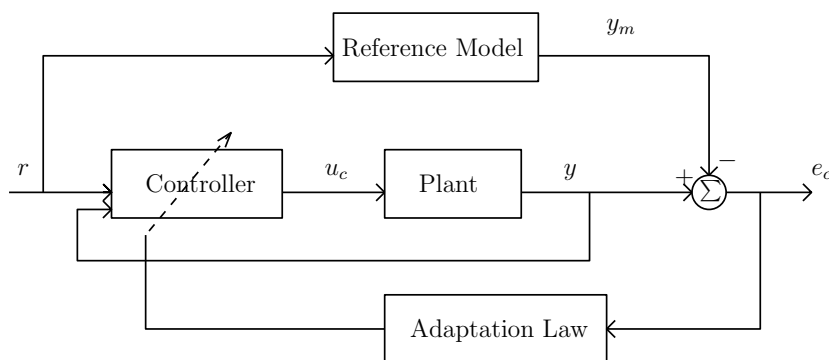 y_m
Reference Model
r
Controller
u_c
Plant
y
+
−
Σ
e_c
Adaptation Law